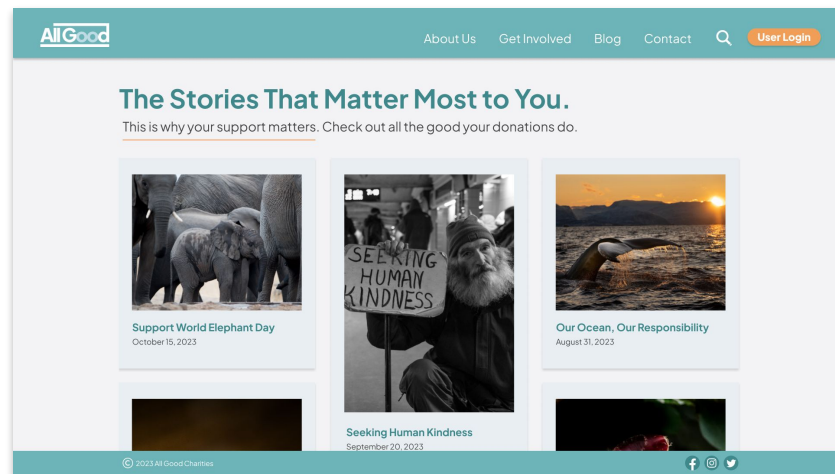 All Good
About Us
Get Involved
Blog
Contact
User Login
The Stories That Matter Most to You.
This is why your support matters. Check out all the good your donations do.
SEEKING
HUMAN
KINDNESS
Support World Elephant Day
October 15, 2023
Our Ocean, Our Responsibility
August 31, 2023
Seeking Human Kindness
September 20, 2023
© 2023 All Good Charities